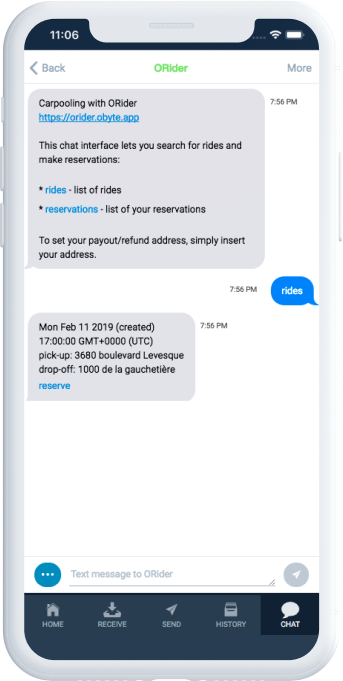 11:06
Back
ORider
More
Carpooling with ORider
https://orider.obyte.app
7:56 PM
This chat interface lets you search for rides and
make reservations:
* rides - list of rides
* reservations - list of your reservations
To set your payout/refund address, simply insert
your address.
7:56 PM
rides
Mon Feb 11 2019 (created)
7:56 PM
17:00:00 GMT+0000 (UTC)
pick-up: 3680 boulevard Levesque
drop-off: 1000 de la gauchetière
reserve
Text message to ORider
HOME
RECEIVE
SEND
HISTORY
CHAT